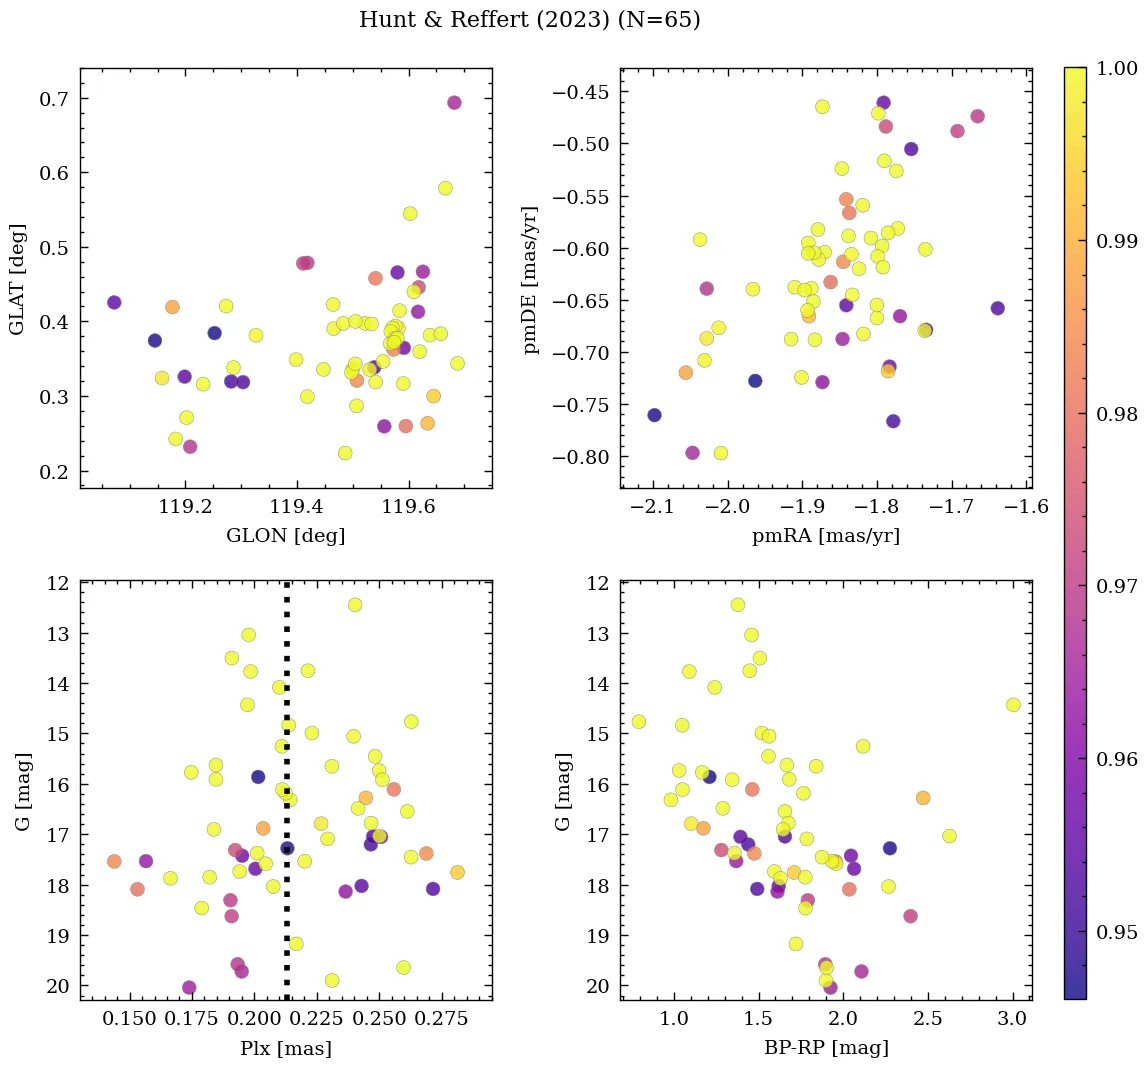 Hunt & Reffert (2023) (N=65)
0.7
0.6
0.5
0.4
0.3
0.2
GLAT [deg]
119.2 119.4 119.6
GLON [deg]
−0.45
−0.50
−0.55
−0.60
−0.65
−0.70
−0.75
−0.80
pmDE [mas/yr]
−2.1 −2.0 −1.9 −1.8 −1.7 −1.6
pmRA [mas/yr]
12
13
14
15
16
17
18
19
20
G [mag]
0.150 0.175 0.200 0.225 0.250 0.275
Plx [mas]
12
13
14
15
16
17
18
19
20
G [mag]
1.0 1.5 2.0 2.5 3.0
BP-RP [mag]
1.00
0.99
0.98
0.97
0.96
0.95